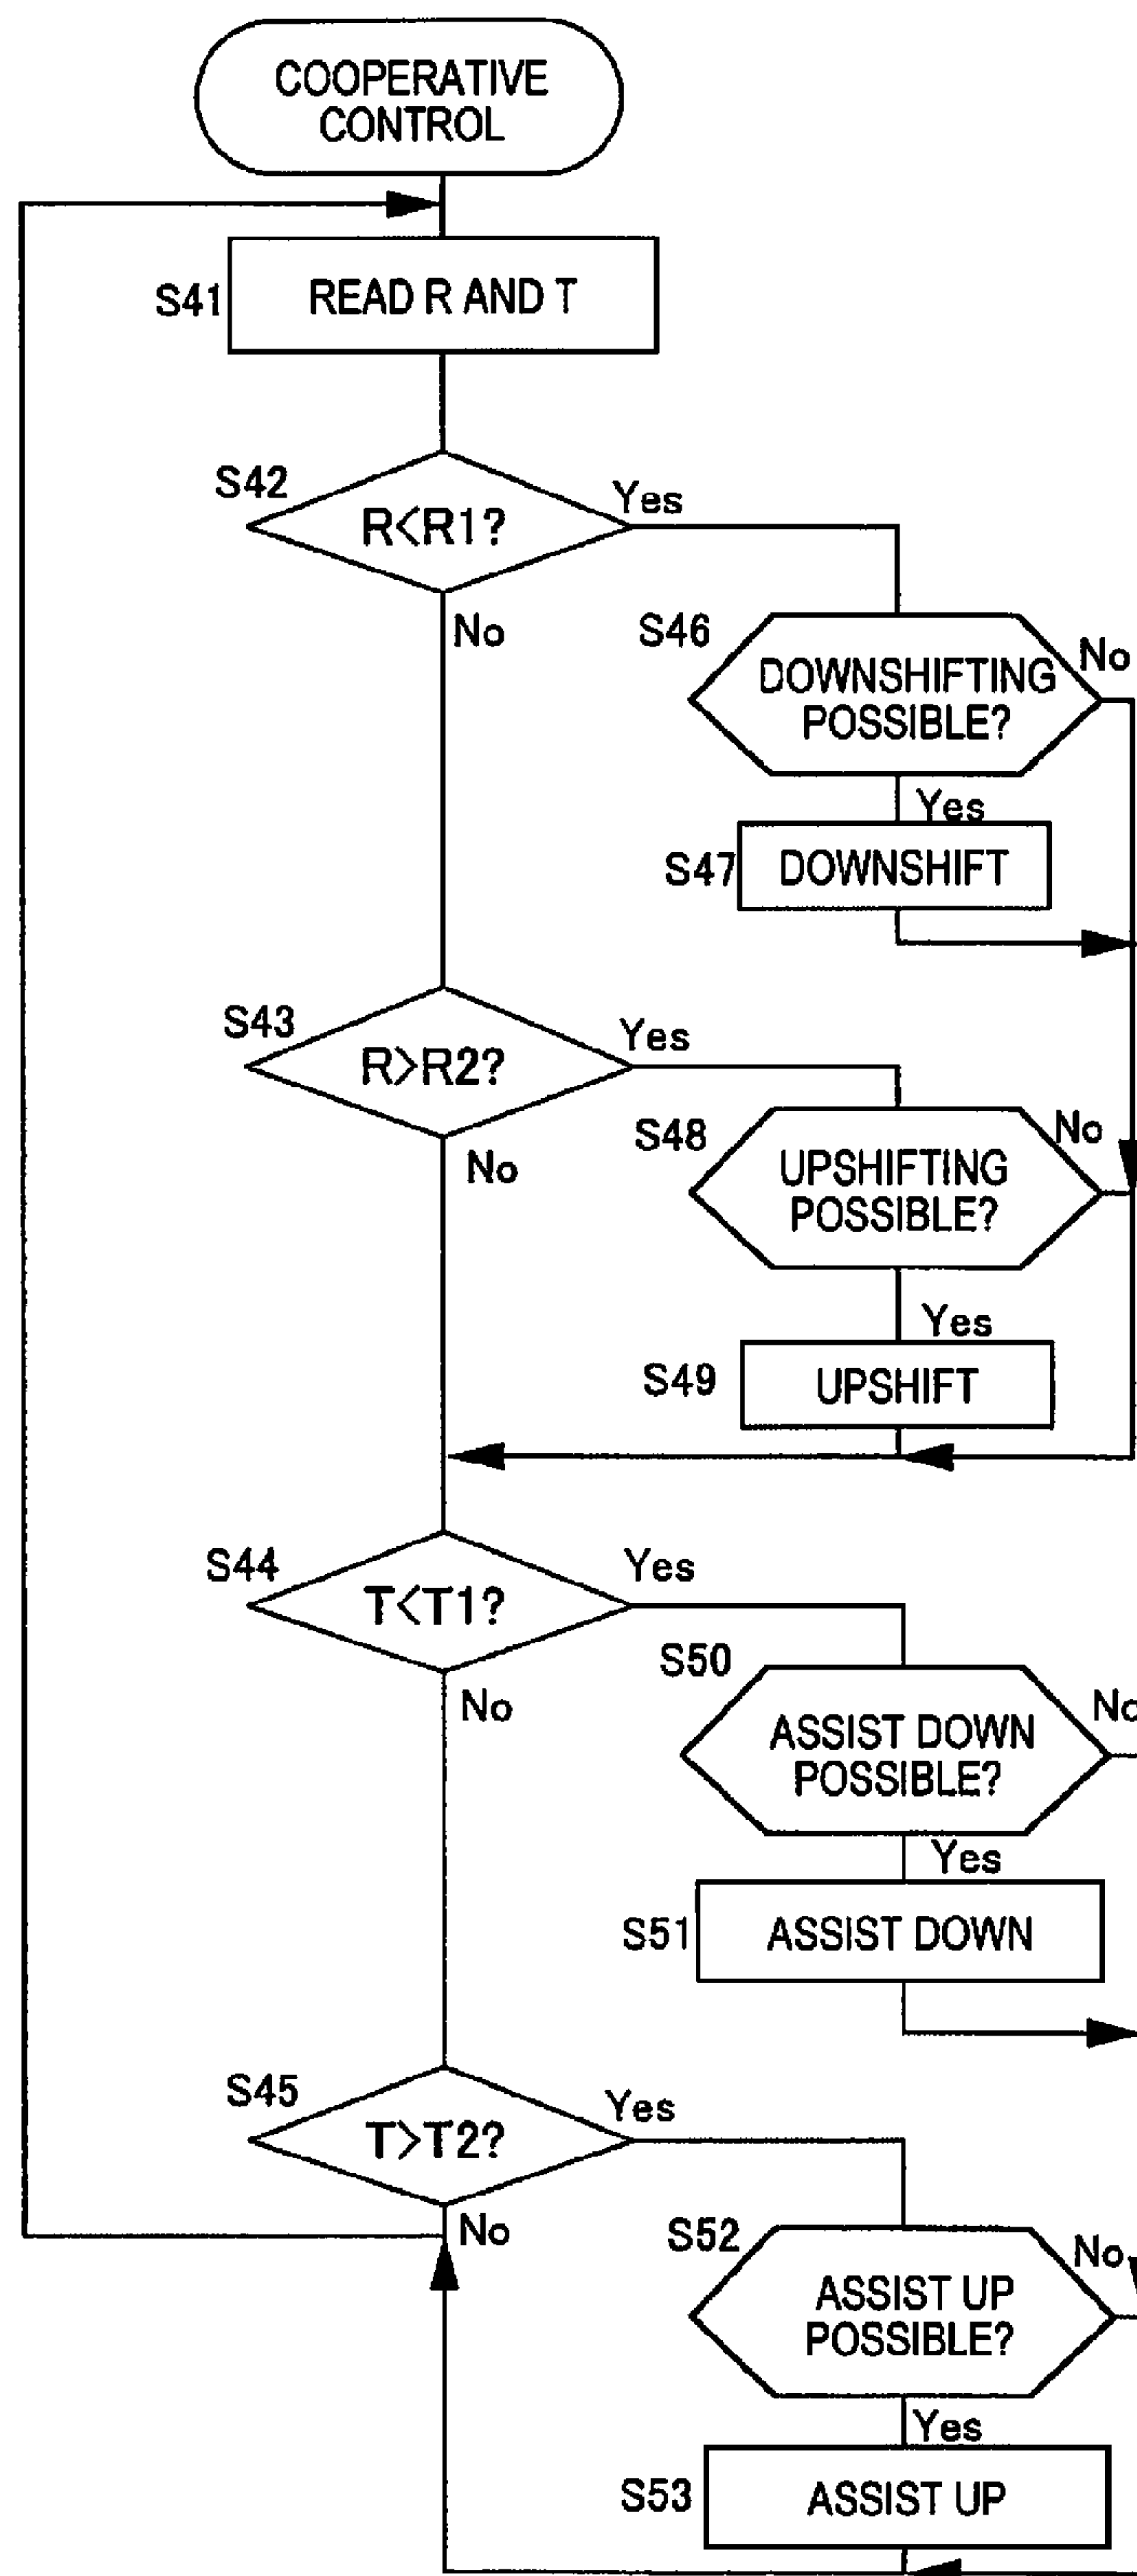 COOPERATIVE
CONTROL
S41
READ R AND T
S42
R<R1?
Yes
No
S46
DOWNSHIFTING
POSSIBLE?
No
Yes
S47
DOWNSHIFT
S43
R>R2?
Yes
No
S48
UPSHIFTING
POSSIBLE?
No
Yes
S49
UPSHIFT
S44
T<T1?
Yes
No
S50
ASSIST DOWN
POSSIBLE?
No
Yes
S51
ASSIST DOWN
S45
T>T2?
Yes
No
S52
ASSIST UP
POSSIBLE?
No
Yes
S53
ASSIST UP